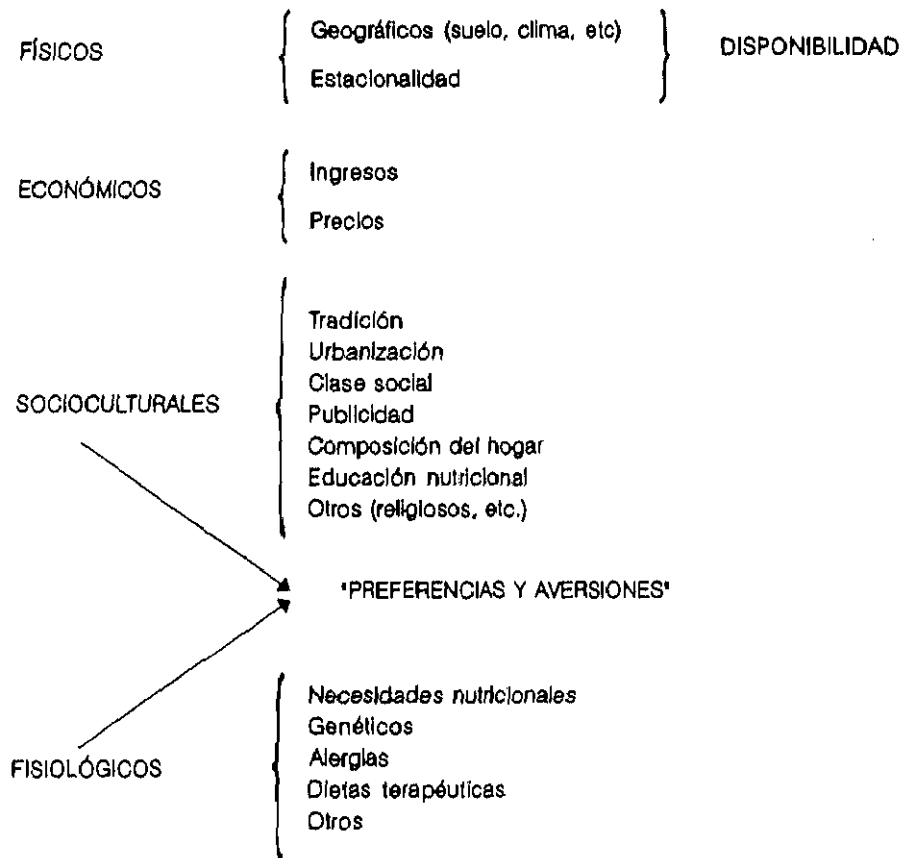 FÍSICOS
Geográficos (suelo, clima, etc)
Estacionalidad
DISPONIBILIDAD
ECONÓMICOS
Ingresos
Precios
SOCIOCULTURALES
Tradición
Urbanización
Clase social
Publicidad
Composición del hogar
Educación nutricional
Otros (religiosos, etc.)
"PREFERENCIAS Y AVERSIONES"
FISIOLÓGICOS
Necesidades nutricionales
Genéticos
Alergias
Dietas terapéuticas
Otros